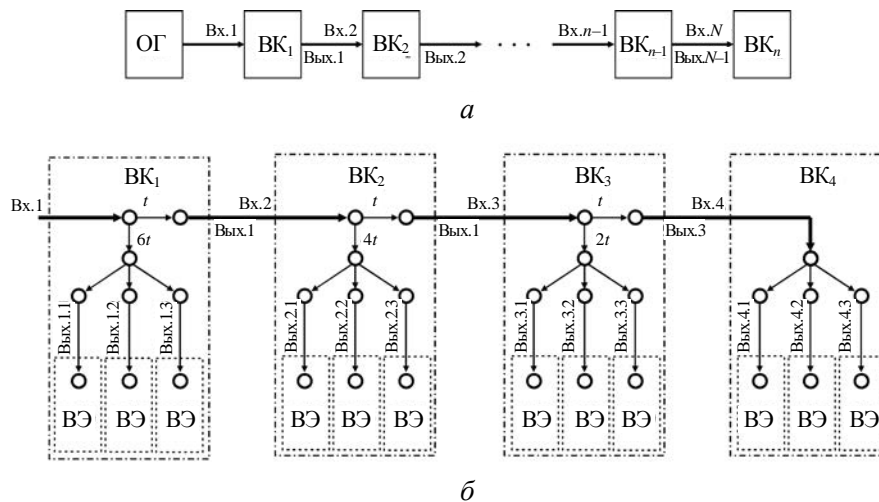 ОГ Вх.1 ВК1 Вх.2 Вых.1 ВК2 Вых.2 . . . Вх.n–1 ВКn–1 Вх.N Вых.N–1 ВКn
а
ВК1 ВК2 ВК3 ВК4
Вх.1 t Вх.2 t Вх.3 t Вх.4
Вых.1 Вых.1 Вых.3
6t 4t 2t
Вых.1.1 Вых.1.2 Вых.1.3 Вых.2.1 Вых.2.2 Вых.2.3 Вых.3.1 Вых.3.2 Вых.3.3 Вых.4.1 Вых.4.2 Вых.4.3
ВЭ ВЭ ВЭ ВЭ ВЭ ВЭ ВЭ ВЭ ВЭ ВЭ ВЭ ВЭ
б